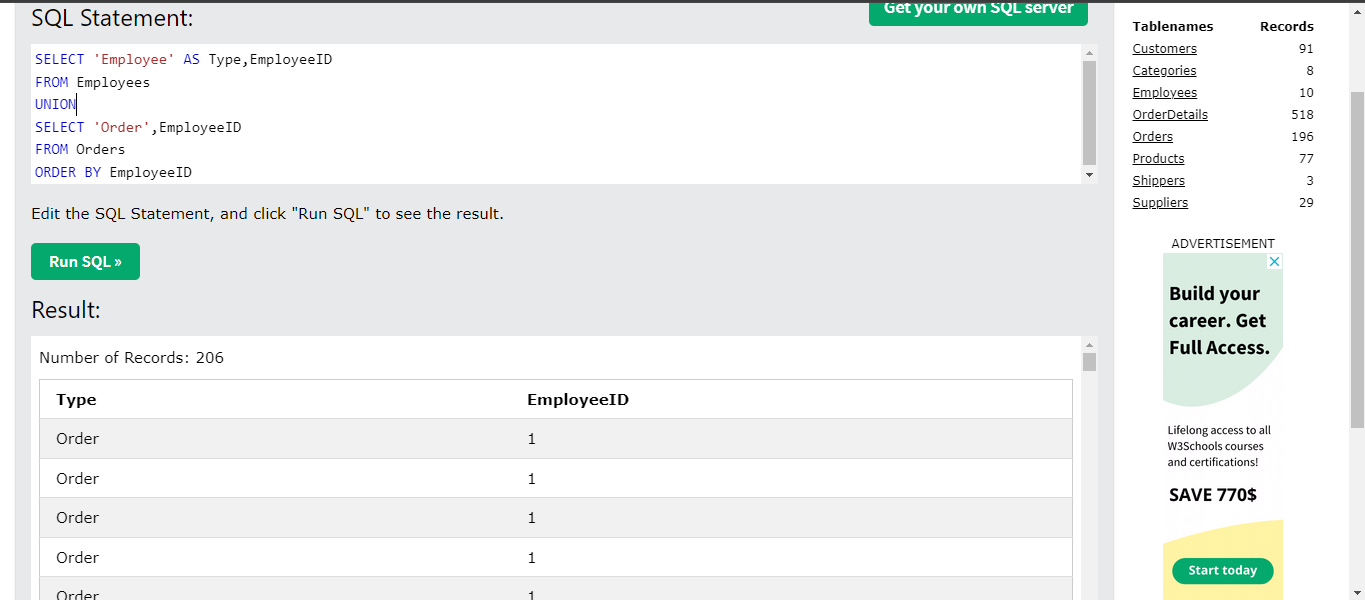 SQL Statement:
Get your own SQL server
SELECT 'Employee' AS Type,EmployeeID
FROM Employees
UNION
SELECT 'Order',EmployeeID
FROM Orders
ORDER BY EmployeeID
Edit the SQL Statement, and click "Run SQL" to see the result.
Run SQL »
Result:
Number of Records: 206
Type EmployeeID
Order 1
Order 1
Order 1
Order 1
Order 1
Tablenames Records
Customers 91
Categories 8
Employees 10
OrderDetails 518
Orders 196
Products 77
Shippers 3
Suppliers 29
ADVERTISEMENT
Build your
career. Get
Full Access.
Lifelong access to all
W3Schools courses
and certifications!
SAVE 770$
Start today